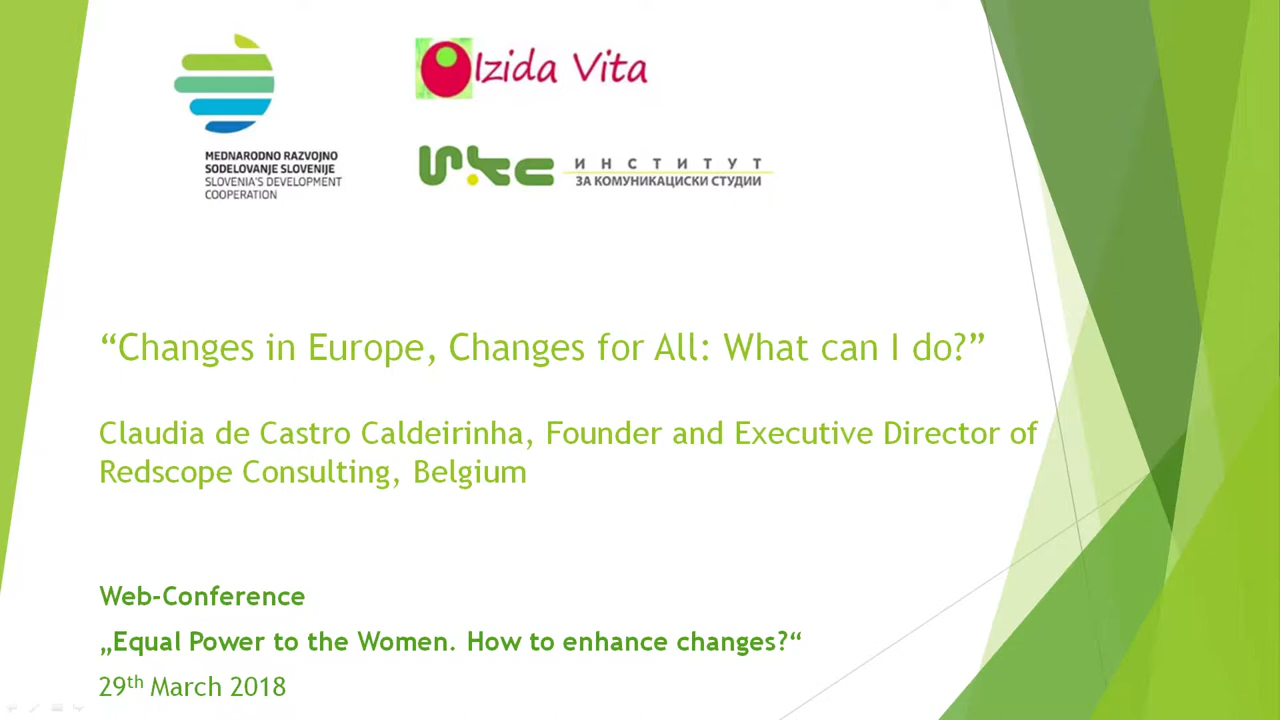 MEDNARODNO RAZVOJNO
SODELOVANJE SLOVENIJE
SLOVENIA'S DEVELOPMENT
COOPERATION
Izida Vita
ИКС
ИНСТИТУТ
ЗА КОМУНИКАЦИСКИ СТУДИИ
“Changes in Europe, Changes for All: What can I do?”
Claudia de Castro Caldeirinha, Founder and Executive Director of
Redscope Consulting, Belgium
Web-Conference
„Equal Power to the Women. How to enhance changes?“
29th March 2018